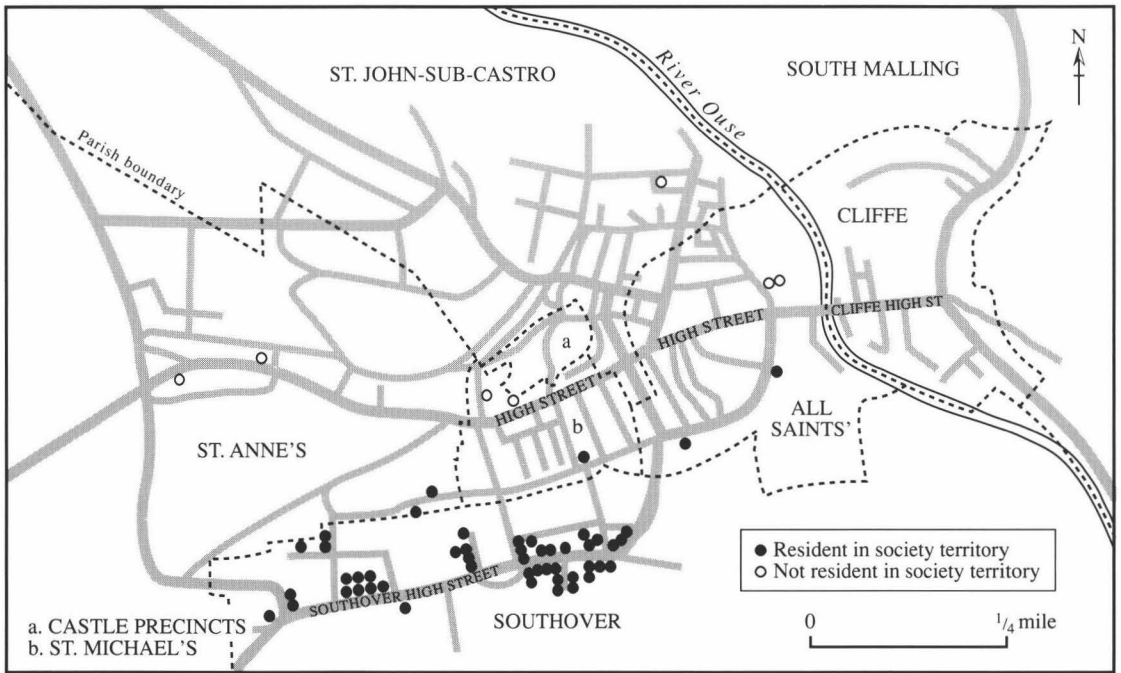 ST. JOHN-SUB-CASTRO
River Ouse
SOUTH MALLING
N
Parish boundary
CLIFFE
HIGH STREET
CLIFFE HIGH ST
a
HIGH STREET
b
ALL
SAINTS'
ST. ANNE'S
SOUTHOVER HIGH STREET
SOUTHOVER
Resident in society territory
Not resident in society territory
a. CASTLE PRECINCTS
b. ST. MICHAEL'S
0 1/4 mile